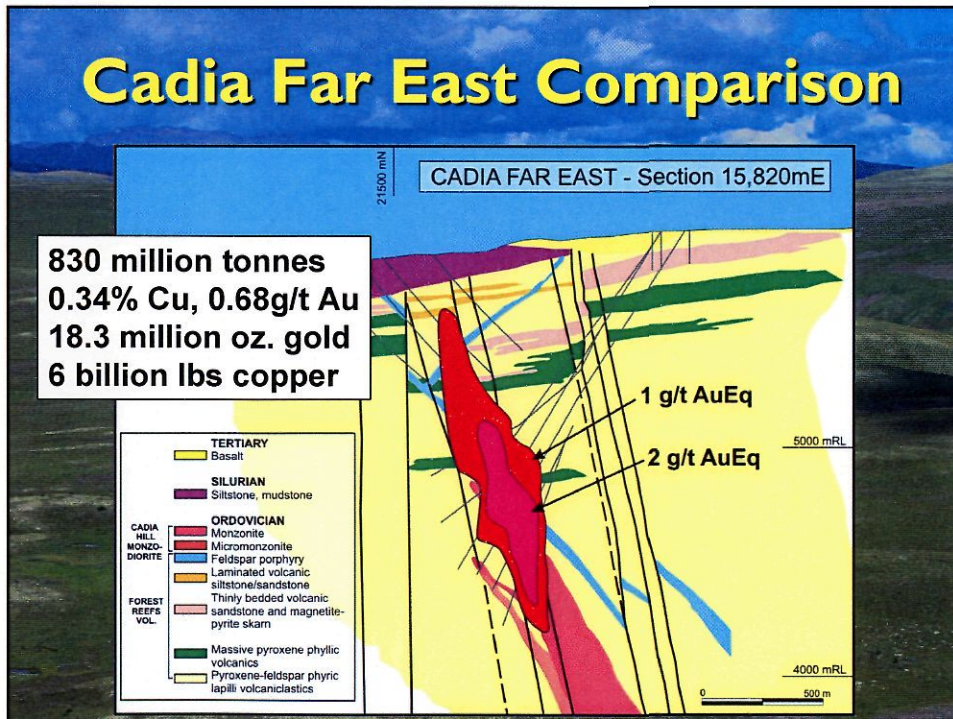 Cadia Far East Comparison
21500 mN
CADIA FAR EAST - Section 15,820mE
830 million tonnes
0.34% Cu, 0.68g/t Au
18.3 million oz. gold
6 billion lbs copper
1 g/t AuEq
5000 mRL
2 g/t AuEq
TERTIARY
Basalt
SILURIAN
Siltstone, mudstone
ORDOVICIAN
CADIA
HILL
MONZO-
DIORITE
Monzonite
Micromonzonite
Feldspar porphyry
Laminated volcanic
siltstone/sandstone
FOREST
REEFS
VOL.
Thinly bedded volcanic
sandstone and magnetite-
pyrite skarn
Massive pyroxene phyllic
volcanics
Pyroxene-feldspar phyric
lapilli volcaniclastics
4000 mRL
0 500 m